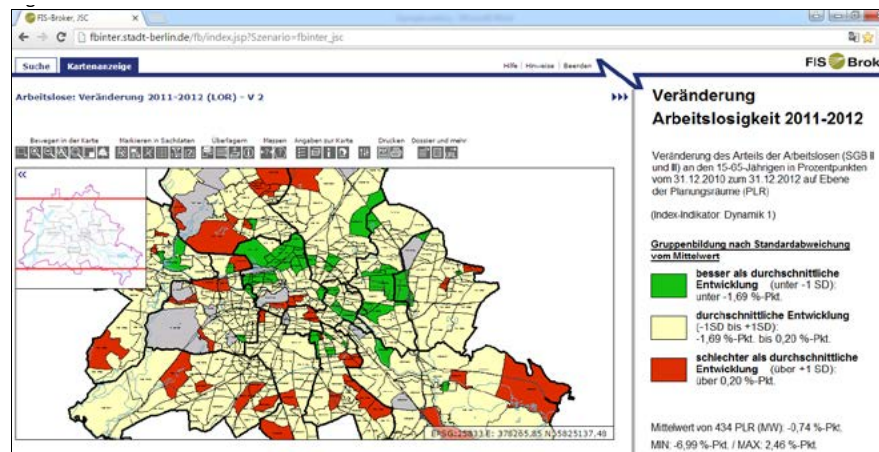 FIS-Broker, JSC
fbinter.stadt-berlin.de/fb/index.jsp?Szenario=fbinter_jsc
Suche Kartenanzeige
Hilfe | Hinweise | Beenden
FIS Brok
Arbeitslose: Veränderung 2011-2012 (LOR) - V 2
Bewegen in der Karte Markieren in Sachdaten Überlagern Messen Angaben zur Karte Drucken Dossier und mehr
EPSG:25833 E: 378265,85 N:5825137,48
Veränderung
Arbeitslosigkeit 2011-2012
Veränderung des Anteils der Arbeitslosen (SGB II
und III) an den 15-65-Jährigen in Prozentpunkten
vom 31.12.2010 zum 31.12.2012 auf Ebene
der Planungsräume (PLR)
(Index-Indikator: Dynamik 1)
Gruppenbildung nach Standardabweichung
vom Mittelwert
besser als durchschnittliche
Entwicklung (unter -1 SD):
unter -1,69 %-Pkt.
durchschnittliche Entwicklung
(-1SD bis +1SD):
-1,69 %-Pkt. bis 0,20 %-Pkt.
schlechter als durchschnittliche
Entwicklung (über +1 SD):
über 0,20 %-Pkt.
Mittelwert von 434 PLR (MW): -0,74 %-Pkt.
MIN: -6,99 %-Pkt. / MAX: 2,46 %-Pkt.